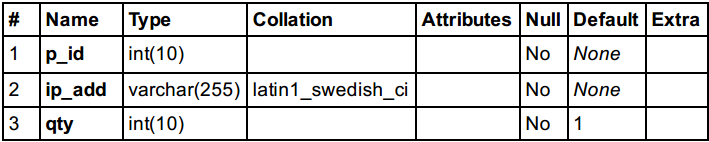 # Name Type Collation Attributes Null Default Extra
1 p_id int(10) No None
2 ip_add varchar(255) latin1_swedish_ci No None
3 qty int(10) No 1